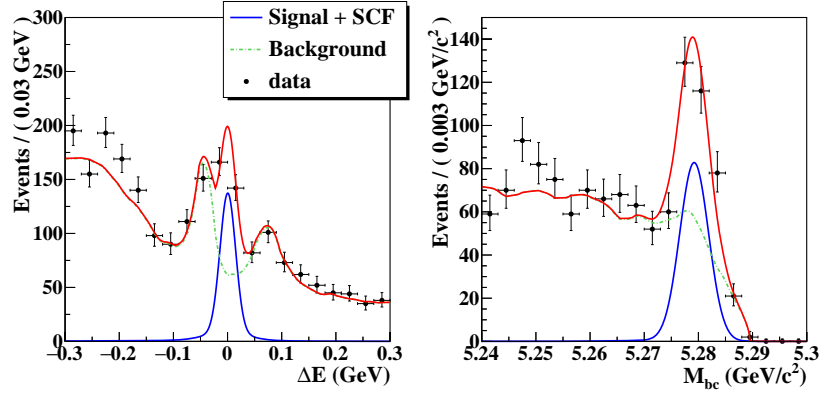 Events / ( 0.03 GeV)
300
250
200
150
100
50
0
−0.3 −0.2 −0.1 0 0.1 0.2 0.3
ΔE (GeV)
Signal + SCF
Background
data
Events / ( 0.003 GeV/c²)
140
120
100
80
60
40
20
0
5.24 5.25 5.26 5.27 5.28 5.29 5.3
M_bc (GeV/c²)